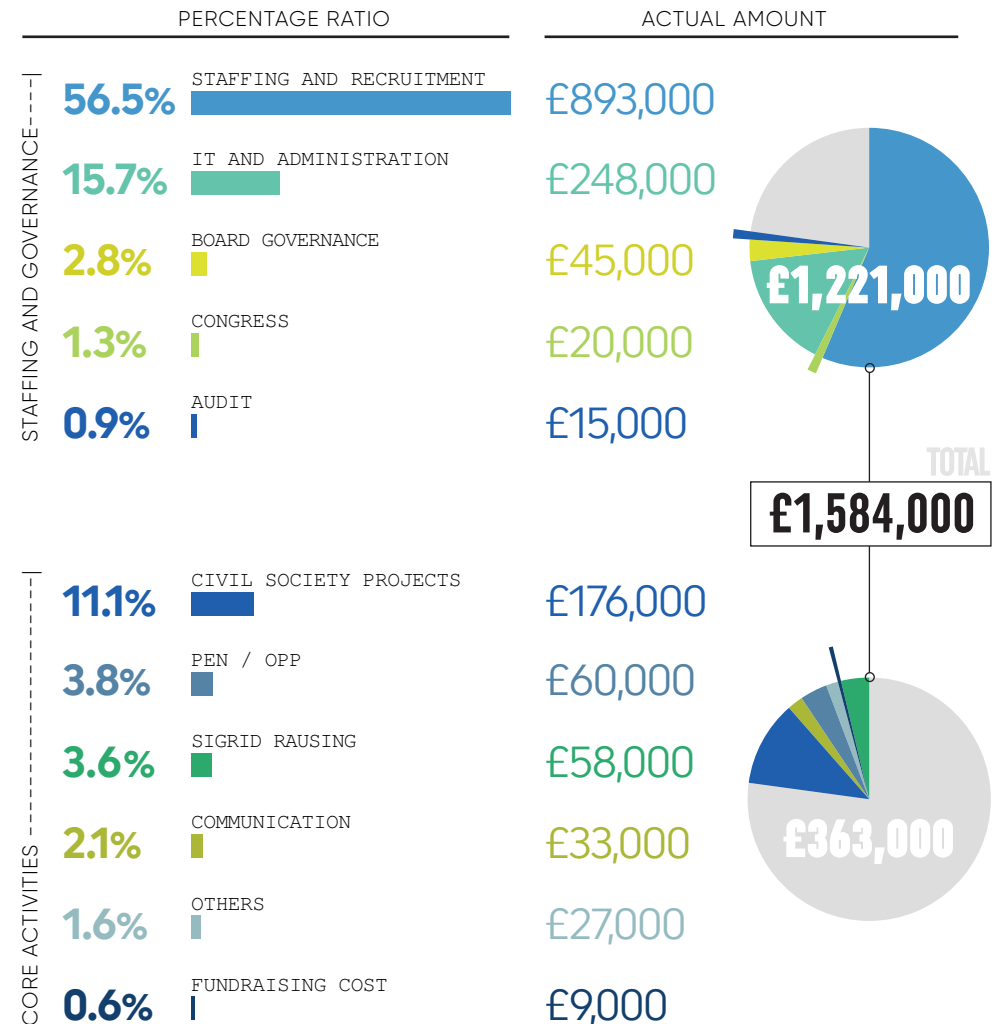 PERCENTAGE RATIO
ACTUAL AMOUNT
STAFFING AND GOVERNANCE
56.5%
STAFFING AND RECRUITMENT
£893,000
15.7%
IT AND ADMINISTRATION
£248,000
2.8%
BOARD GOVERNANCE
£45,000
1.3%
CONGRESS
£20,000
0.9%
AUDIT
£15,000
£1,221,000
TOTAL
£1,584,000
CORE ACTIVITIES
11.1%
CIVIL SOCIETY PROJECTS
£176,000
3.8%
PEN / OPP
£60,000
3.6%
SIGRID RAUSING
£58,000
2.1%
COMMUNICATION
£33,000
1.6%
OTHERS
£27,000
0.6%
FUNDRAISING COST
£9,000
£363,000